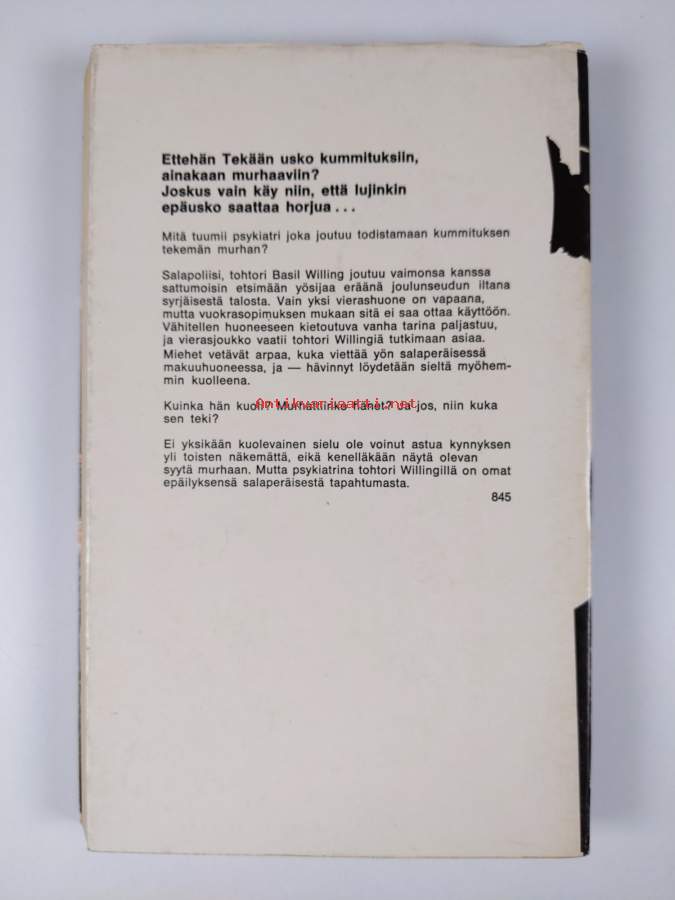 Ettehän Tekään usko kummituksiin,
ainakaan murhaaviin?
Joskus vain käy niin, että lujinkin
epäusko saattaa horjua ...
Mitä tuumii psykiatri joka joutuu todistamaan kummituksen
tekemän murhan?
Salapoliisi, tohtori Basil Willing joutuu vaimonsa kanssa
sattumoisin etsimään yösijaa eräänä joulunseudun iltana
syrjäisestä talosta. Vain yksi vierashuone on vapaana,
mutta vuokrasopimuksen mukaan sitä ei saa ottaa käyttöön.
Vähitellen huoneeseen kietoutuva vanha tarina paljastuu,
ja vierasjoukko vaatii tohtori Willingiä tutkimaan asiaa.
Miehet vetävät arpaa, kuka viettää yön salaperäisessä
makuuhuoneessa, ja — hävinnyt löydetään sieltä myöhem-
min kuolleena.
Kuinka hän kuoli? Murhattiinko hänet? Ja jos, niin kuka
sen teki?
Antikvariaatti.net
Ei yksikään kuolevainen sielu ole voinut astua kynnyksen
yli toisten näkemättä, eikä kenelläkään näytä olevan
syytä murhaan. Mutta psykiatrina tohtori Willingillä on omat
epäilyksensä salaperäisestä tapahtumasta.
845